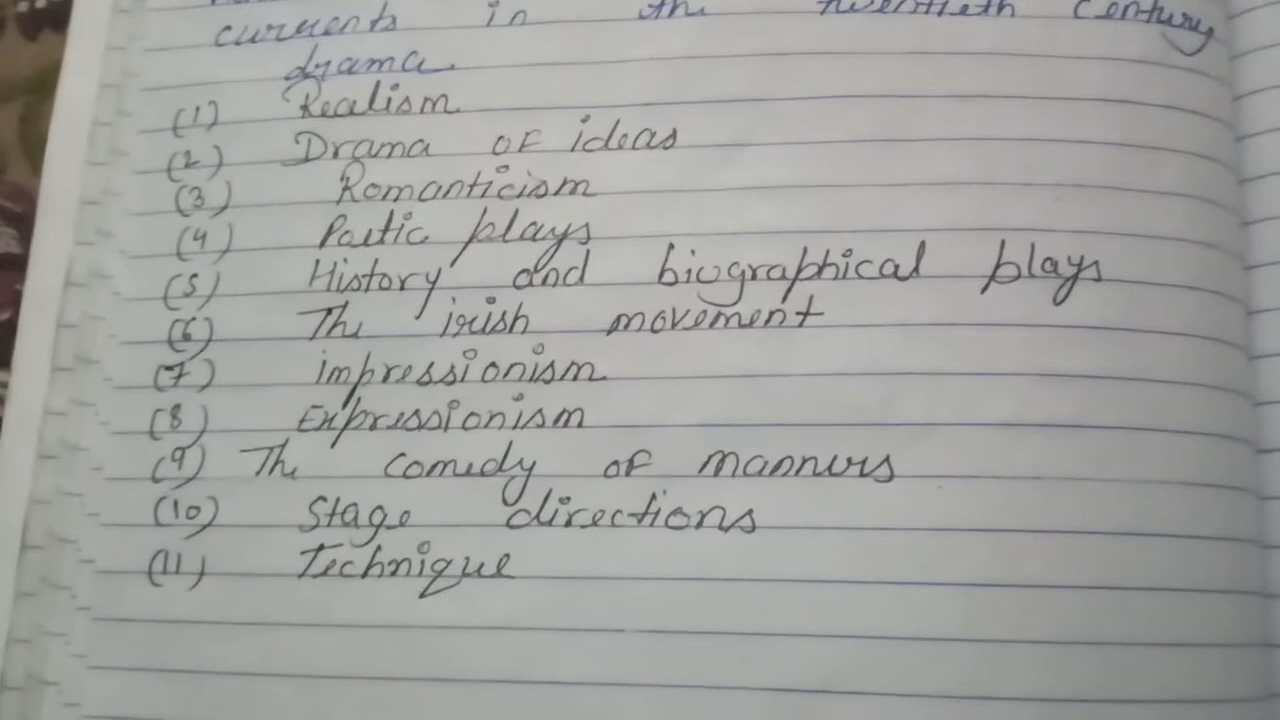 currents in the twentieth century
drama.
(1) Realism
(2) Drama of ideas
(3) Romanticism
(4) Poetic plays
(5) History and biographical plays
(6) The irish movement
(7) impressionism
(8) Expressionism
(9) The comedy of manners
(10) Stage directions
(11) Technique